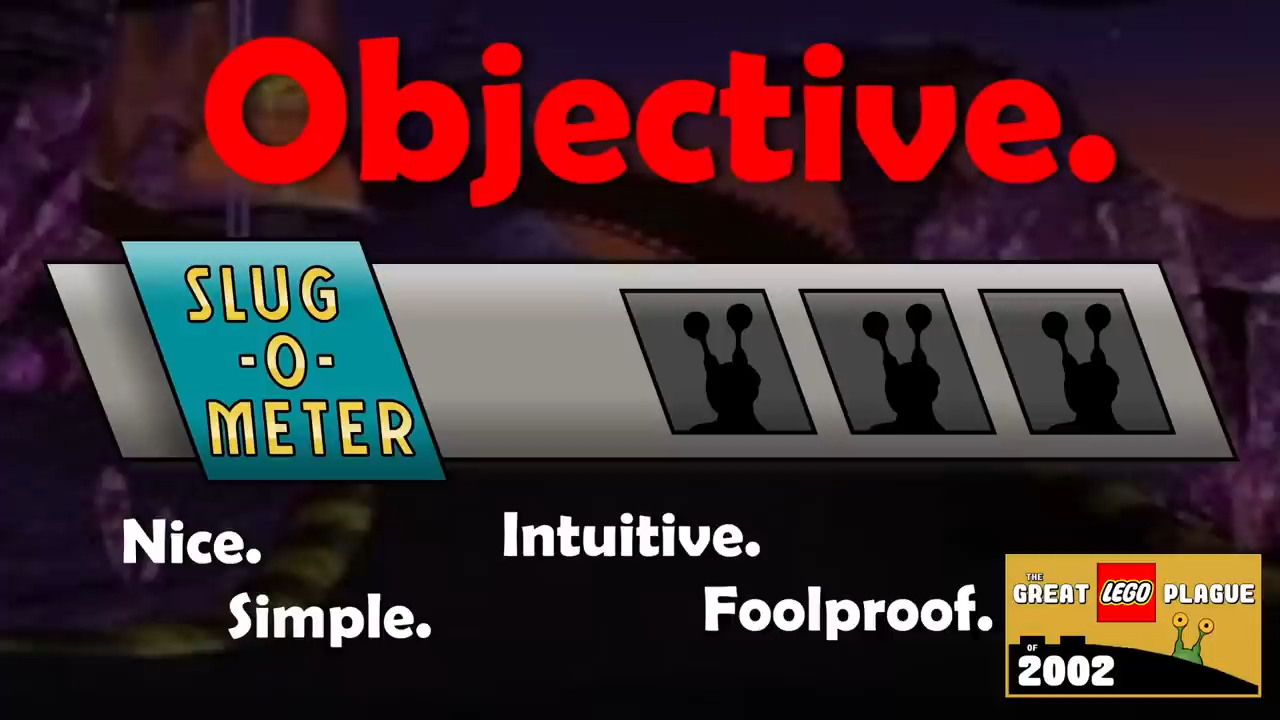 Objective.
SLUG
-O-
METER
Nice.
Intuitive.
Simple.
Foolproof.
THE
GREAT LEGO PLAGUE
OF
2002